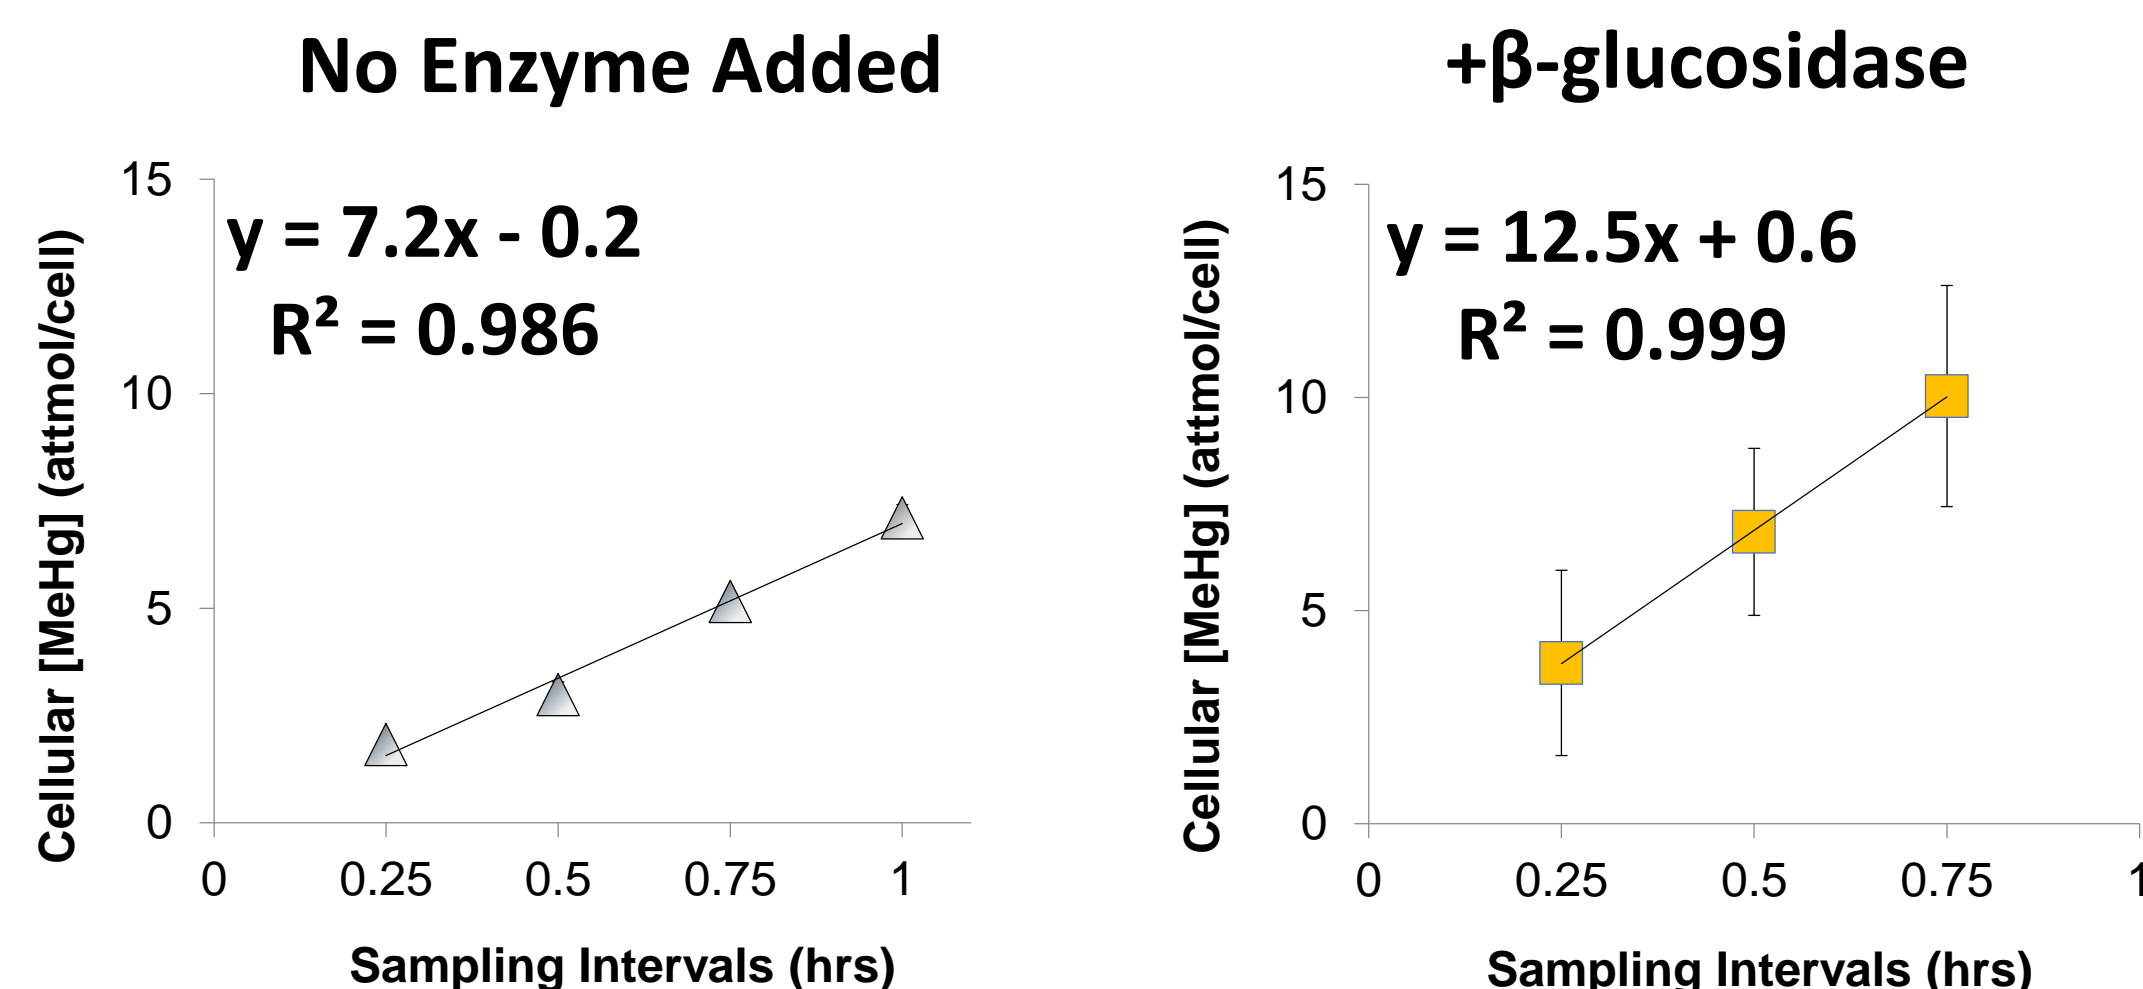 No Enzyme Added
y = 7.2x - 0.2
R² = 0.986
Cellular [MeHg] (attmol/cell)
15
10
5
0
0 0.25 0.5 0.75 1
Sampling Intervals (hrs)
+β-glucosidase
y = 12.5x + 0.6
R² = 0.999
Cellular [MeHg] (attmol/cell)
15
10
5
0
0 0.25 0.5 0.75 1
Sampling Intervals (hrs)